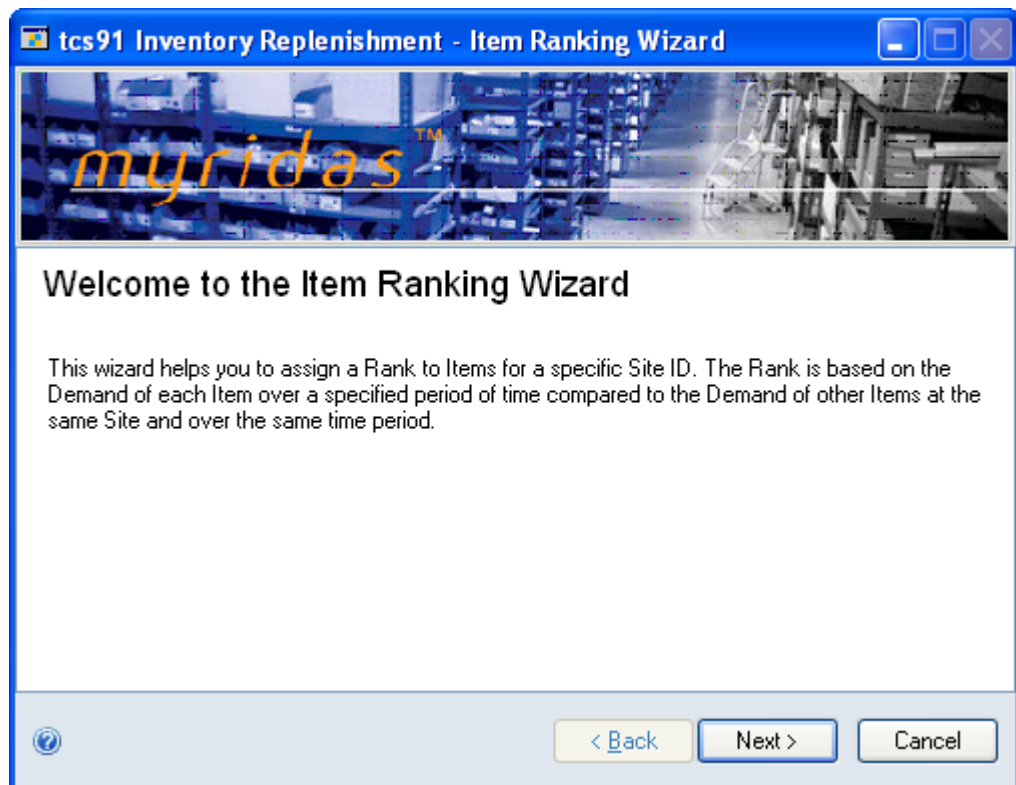 tcs91 Inventory Replenishment - Item Ranking Wizard
myridas™
Welcome to the Item Ranking Wizard
This wizard helps you to assign a Rank to Items for a specific Site ID. The Rank is based on the
Demand of each Item over a specified period of time compared to the Demand of other Items at the
same Site and over the same time period.
? < Back Next > Cancel